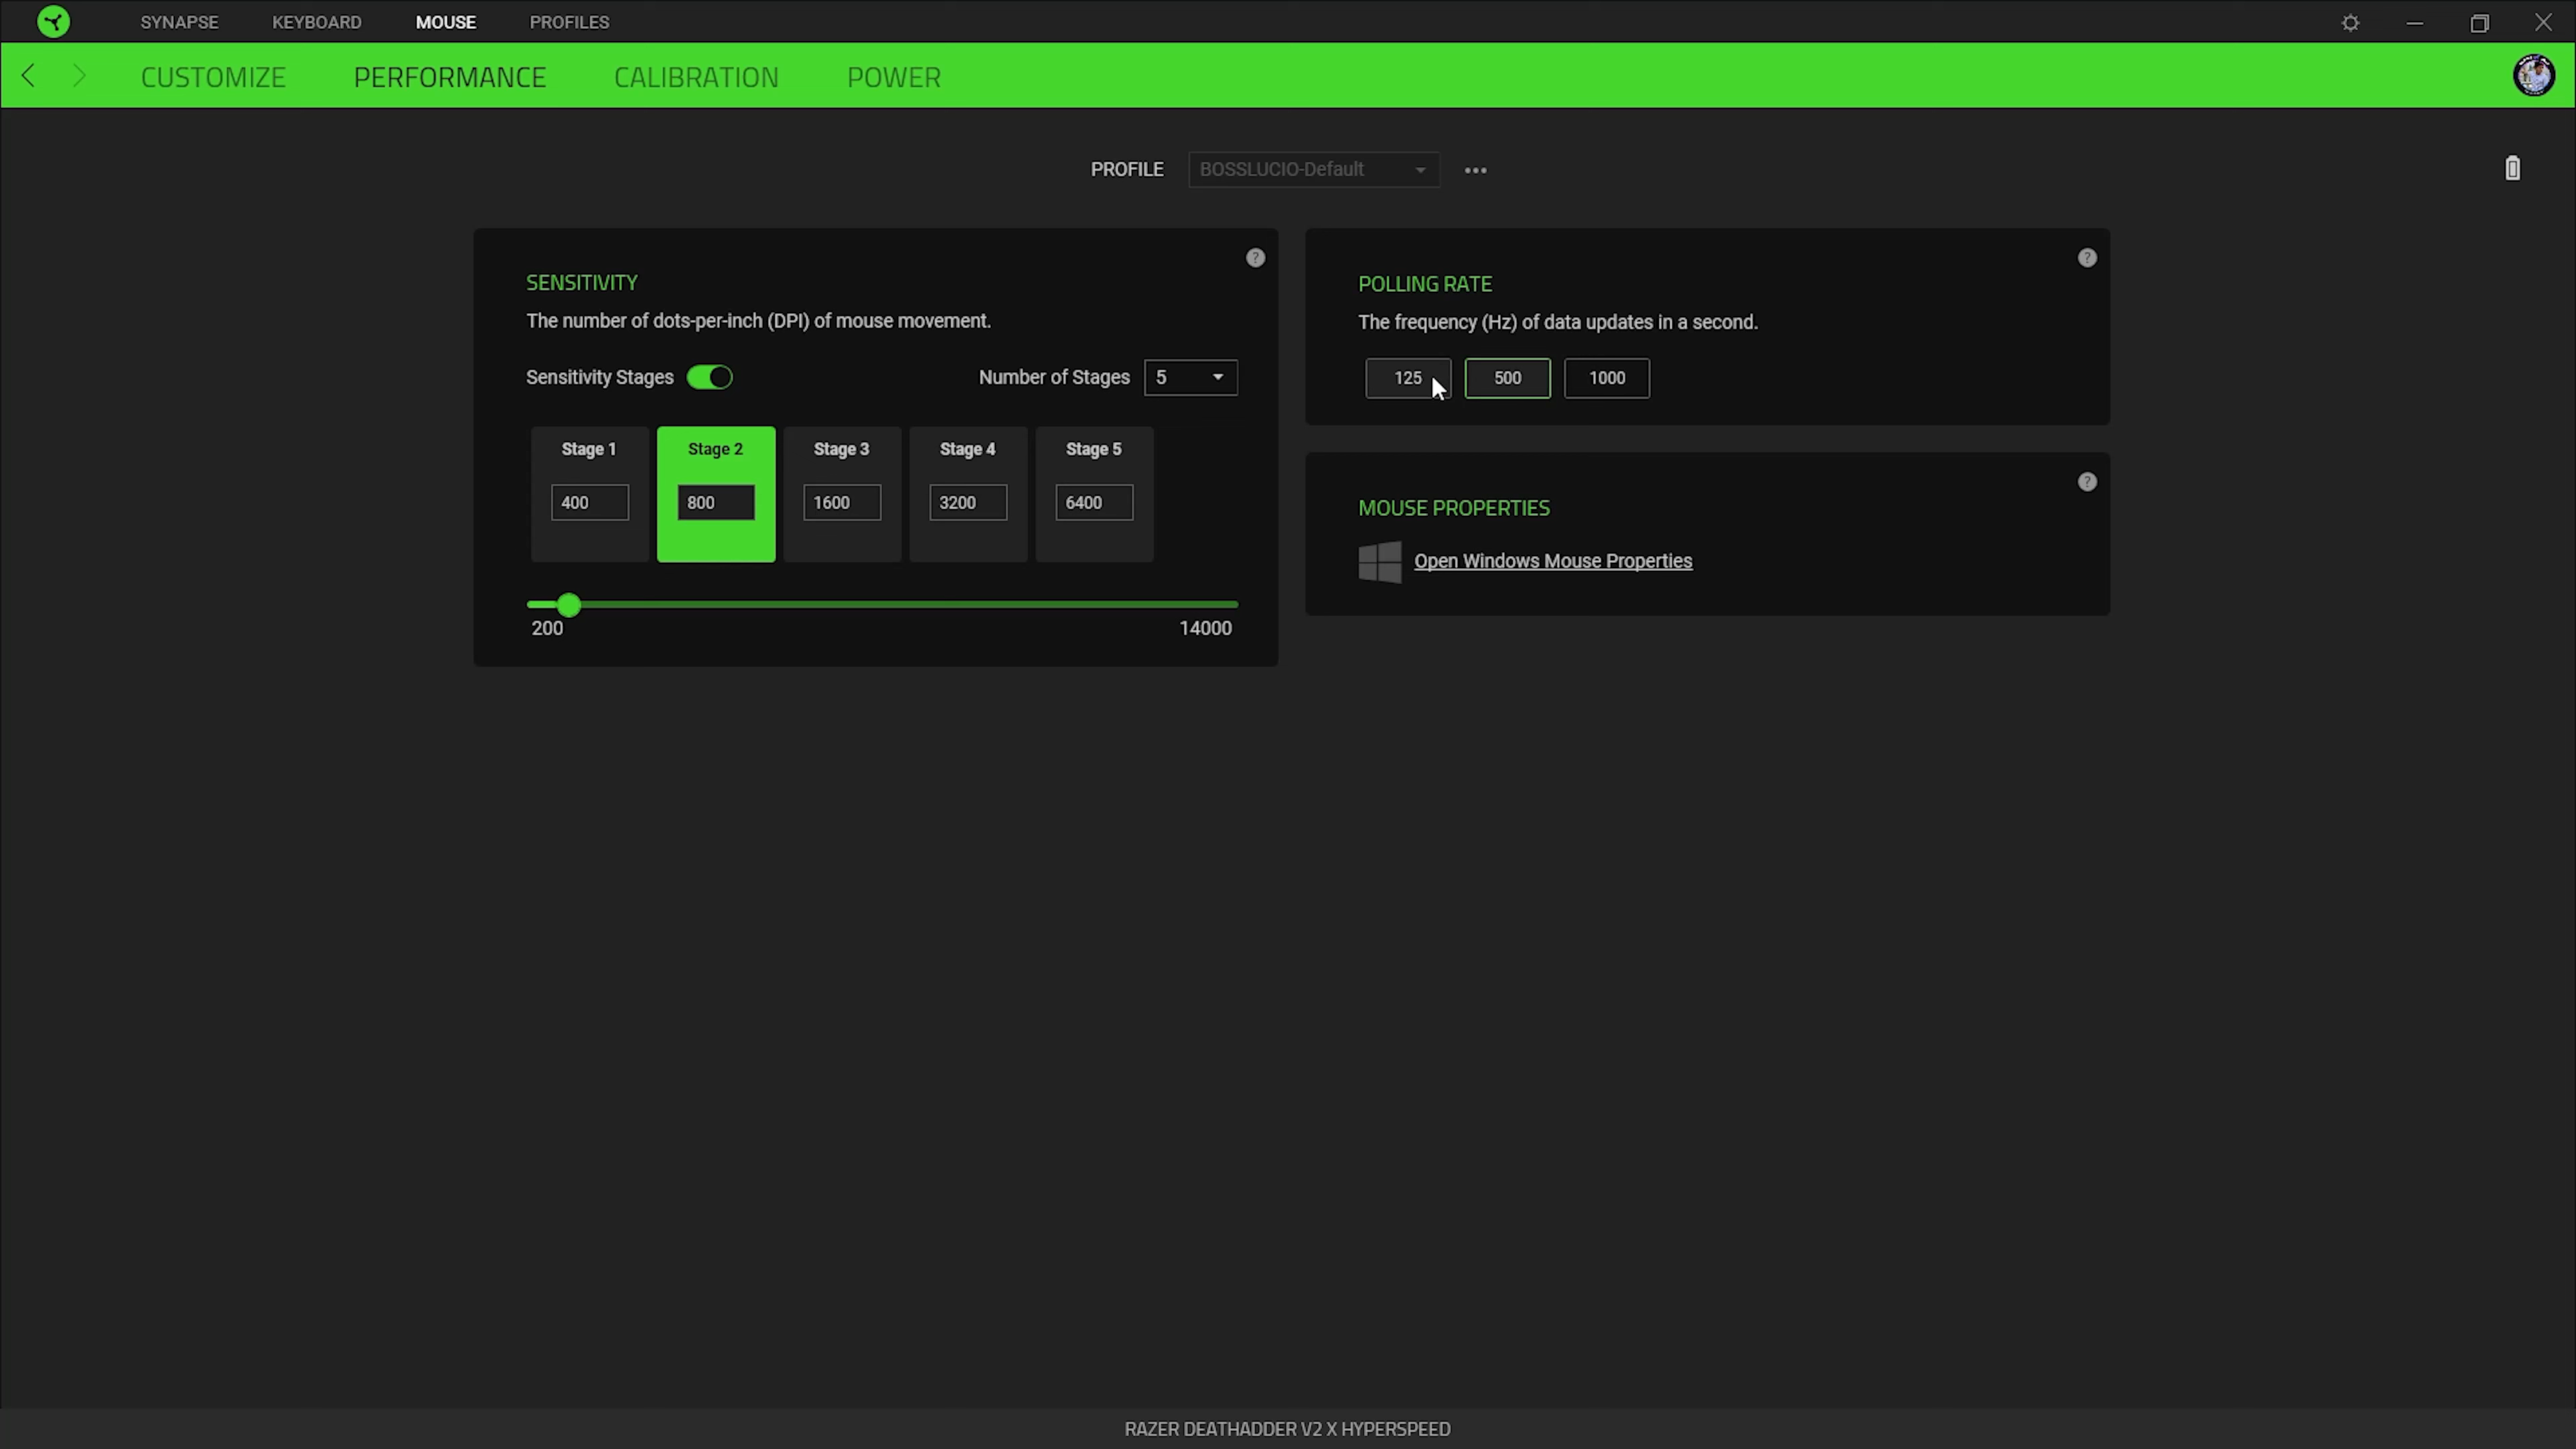 SYNAPSE KEYBOARD MOUSE PROFILES
CUSTOMIZE PERFORMANCE CALIBRATION POWER
PROFILE BOSSLUCIO-Default
SENSITIVITY
The number of dots-per-inch (DPI) of mouse movement.
Sensitivity Stages Number of Stages 5
Stage 1 Stage 2 Stage 3 Stage 4 Stage 5
400 800 1600 3200 6400
200 14000
POLLING RATE
The frequency (Hz) of data updates in a second.
125 500 1000
MOUSE PROPERTIES
Open Windows Mouse Properties
RAZER DEATHADDER V2 X HYPERSPEED